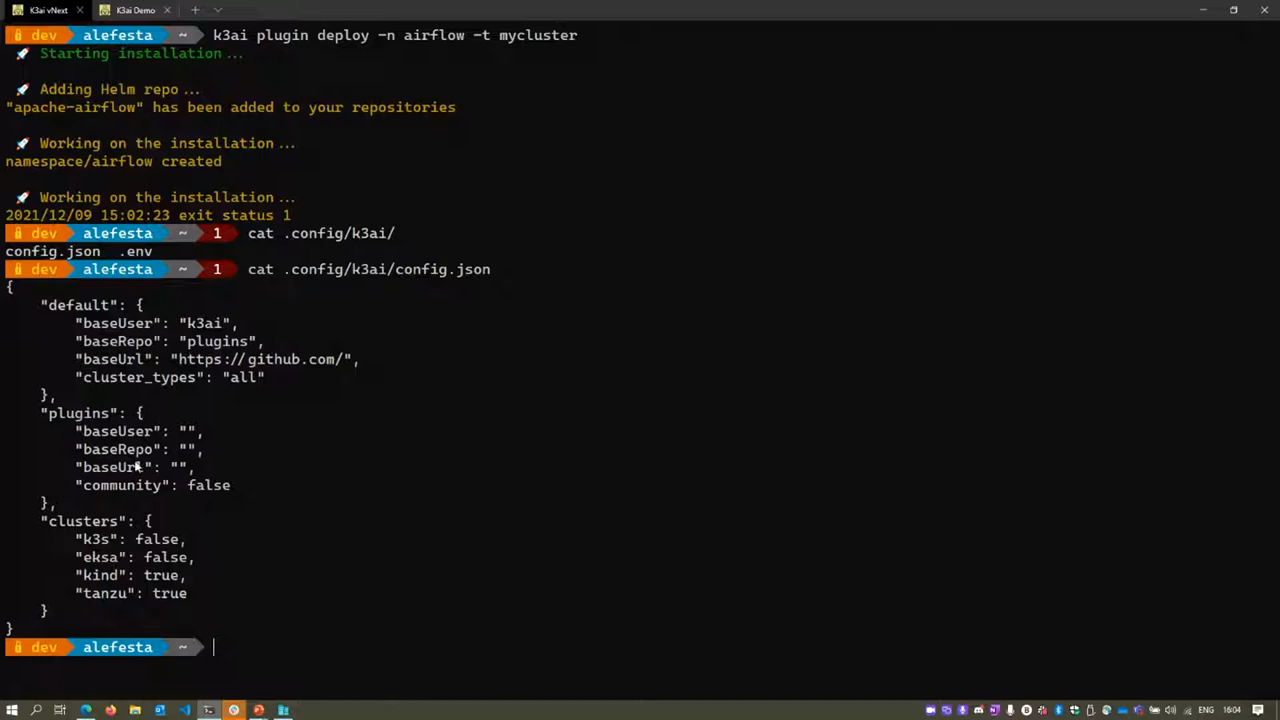 K3ai vNext
K3ai Demo
dev alefesta ~ k3ai plugin deploy -n airflow -t mycluster
Starting installation...
Adding Helm repo...
"apache-airflow" has been added to your repositories
Working on the installation...
namespace/airflow created
Working on the installation...
2021/12/09 15:02:23 exit status 1
dev alefesta ~ 1 cat .config/k3ai/
config.json .env
dev alefesta ~ 1 cat .config/k3ai/config.json
{
"default": {
"baseUser": "k3ai",
"baseRepo": "plugins",
"baseUrl": "https://github.com/",
"cluster_types": "all"
},
"plugins": {
"baseUser": "",
"baseRepo": "",
"baseUrl": "",
"community": false
},
"clusters": {
"k3s": false,
"eksa": false,
"kind": true,
"tanzu": true
}
}
dev alefesta ~
ENG 16:04